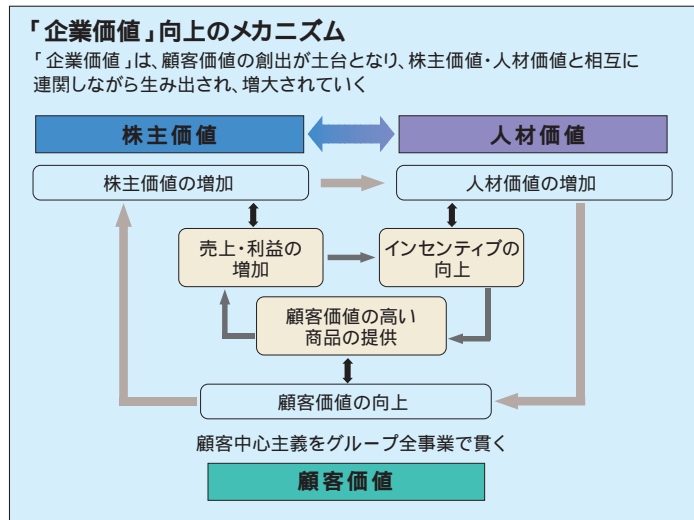 「企業価値」向上のメカニズム
「企業価値」は、顧客価値の創出が土台となり、株主価値・人材価値と相互に
連関しながら生み出され、増大されていく
株主価値
人材価値
株主価値の増加
人材価値の増加
売上・利益の
増加
インセンティブの
向上
顧客価値の高い
商品の提供
顧客価値の向上
顧客中心主義をグループ全事業で貫く
顧客価値